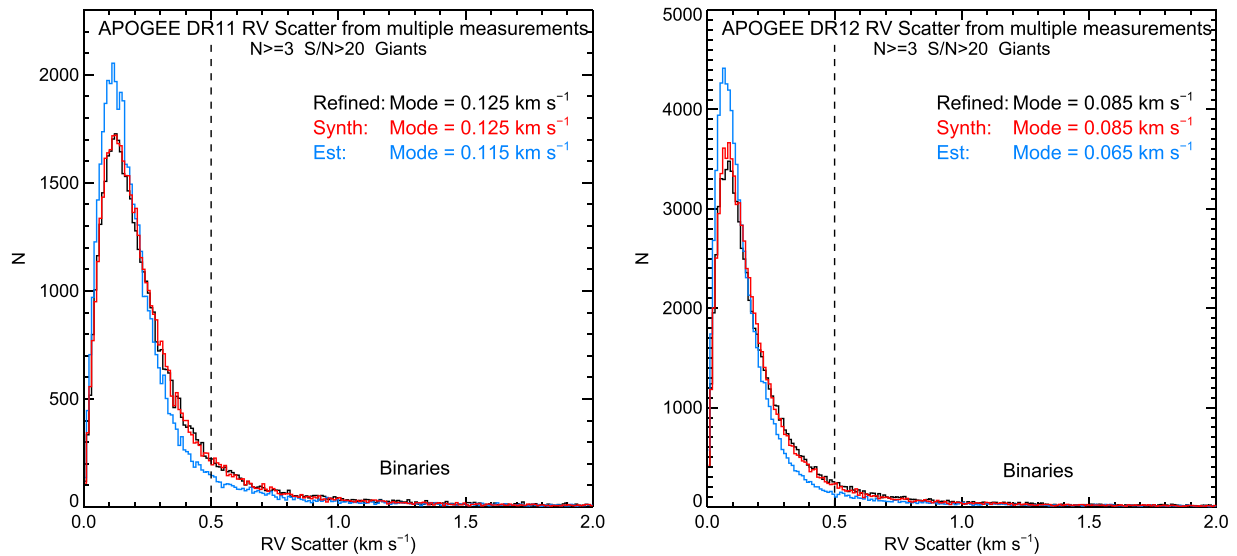 APOGEE DR11 RV Scatter from multiple measurements
N>=3 S/N>20 Giants
Refined: Mode = 0.125 km s⁻¹
Synth: Mode = 0.125 km s⁻¹
Est: Mode = 0.115 km s⁻¹
2000
1500
1000
500
0
N
Binaries
0.0 0.5 1.0 1.5 2.0
RV Scatter (km s⁻¹)
APOGEE DR12 RV Scatter from multiple measurements
N>=3 S/N>20 Giants
Refined: Mode = 0.085 km s⁻¹
Synth: Mode = 0.085 km s⁻¹
Est: Mode = 0.065 km s⁻¹
5000
4000
3000
2000
1000
0
N
Binaries
0.0 0.5 1.0 1.5 2.0
RV Scatter (km s⁻¹)